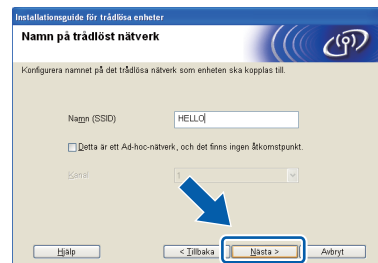 Installationsguide för trådlösa enheter
Namn på trådlöst nätverk
Konfigurera namnet på det trådlösa nätverk som enheten ska kopplas till.
Namn (SSID) HELLO
Detta är ett Ad-hoc-nätverk, och det finns ingen åtkomstpunkt.
Kanal 1
Hjälp < Tillbaka Nästa > Avbryt